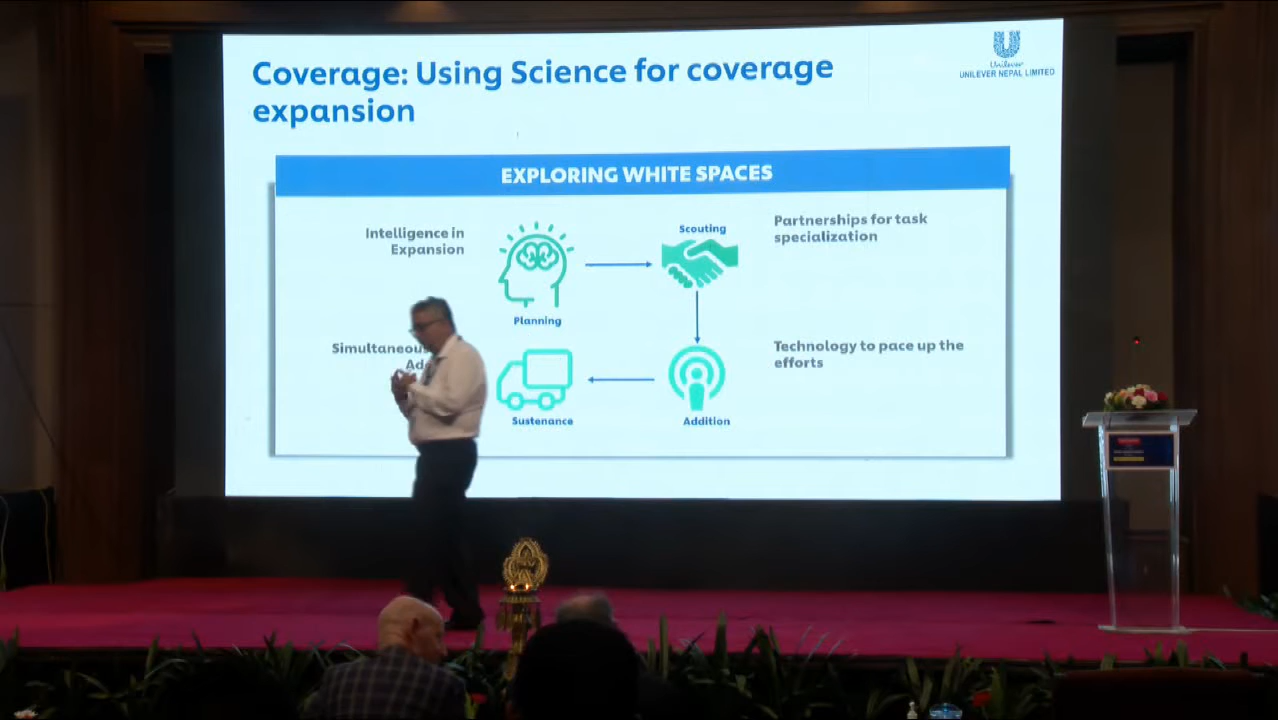 Coverage: Using Science for coverage
expansion
Unilever
UNILEVER NEPAL LIMITED
EXPLORING WHITE SPACES
Intelligence in
Expansion
Planning
Scouting
Partnerships for task
specialization
Simultaneous
Sustenance
Addition
Technology to pace up the
efforts